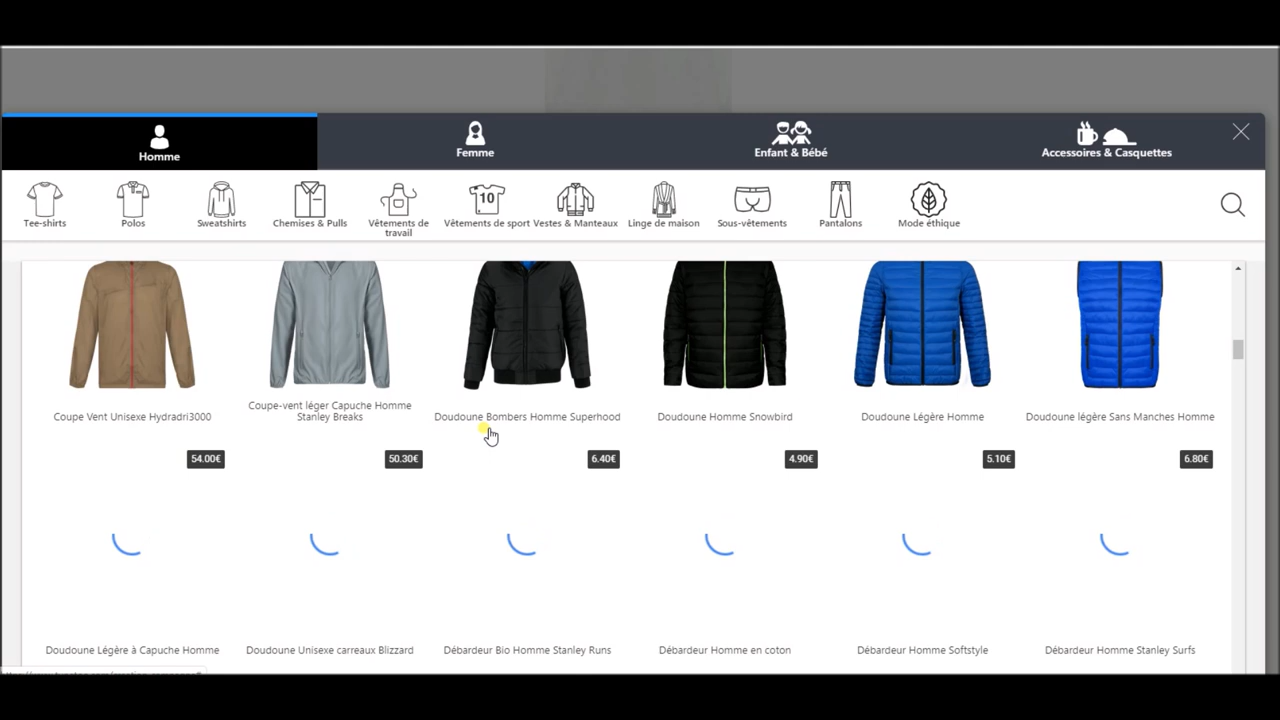 Homme
Femme
Enfant & Bébé
Accessoires & Casquettes
Tee-shirts
Polos
Sweatshirts
Chemises & Pulls
Vêtements de
travail
10
Vêtements de sport
Vestes & Manteaux
Linge de maison
Sous-vêtements
Pantalons
Mode éthique
Coupe Vent Unisexe Hydradri3000
Coupe-vent léger Capuche Homme
Stanley Breaks
Doudoune Bombers Homme Superhood
Doudoune Homme Snowbird
Doudoune Légère Homme
Doudoune légère Sans Manches Homme
54.00€
50.30€
6.40€
4.90€
5.10€
6.80€
Doudoune Légère à Capuche Homme
Doudoune Unisexe carreaux Blizzard
Débardeur Bio Homme Stanley Runs
Débardeur Homme en coton
Débardeur Homme Softstyle
Débardeur Homme Stanley Surfs